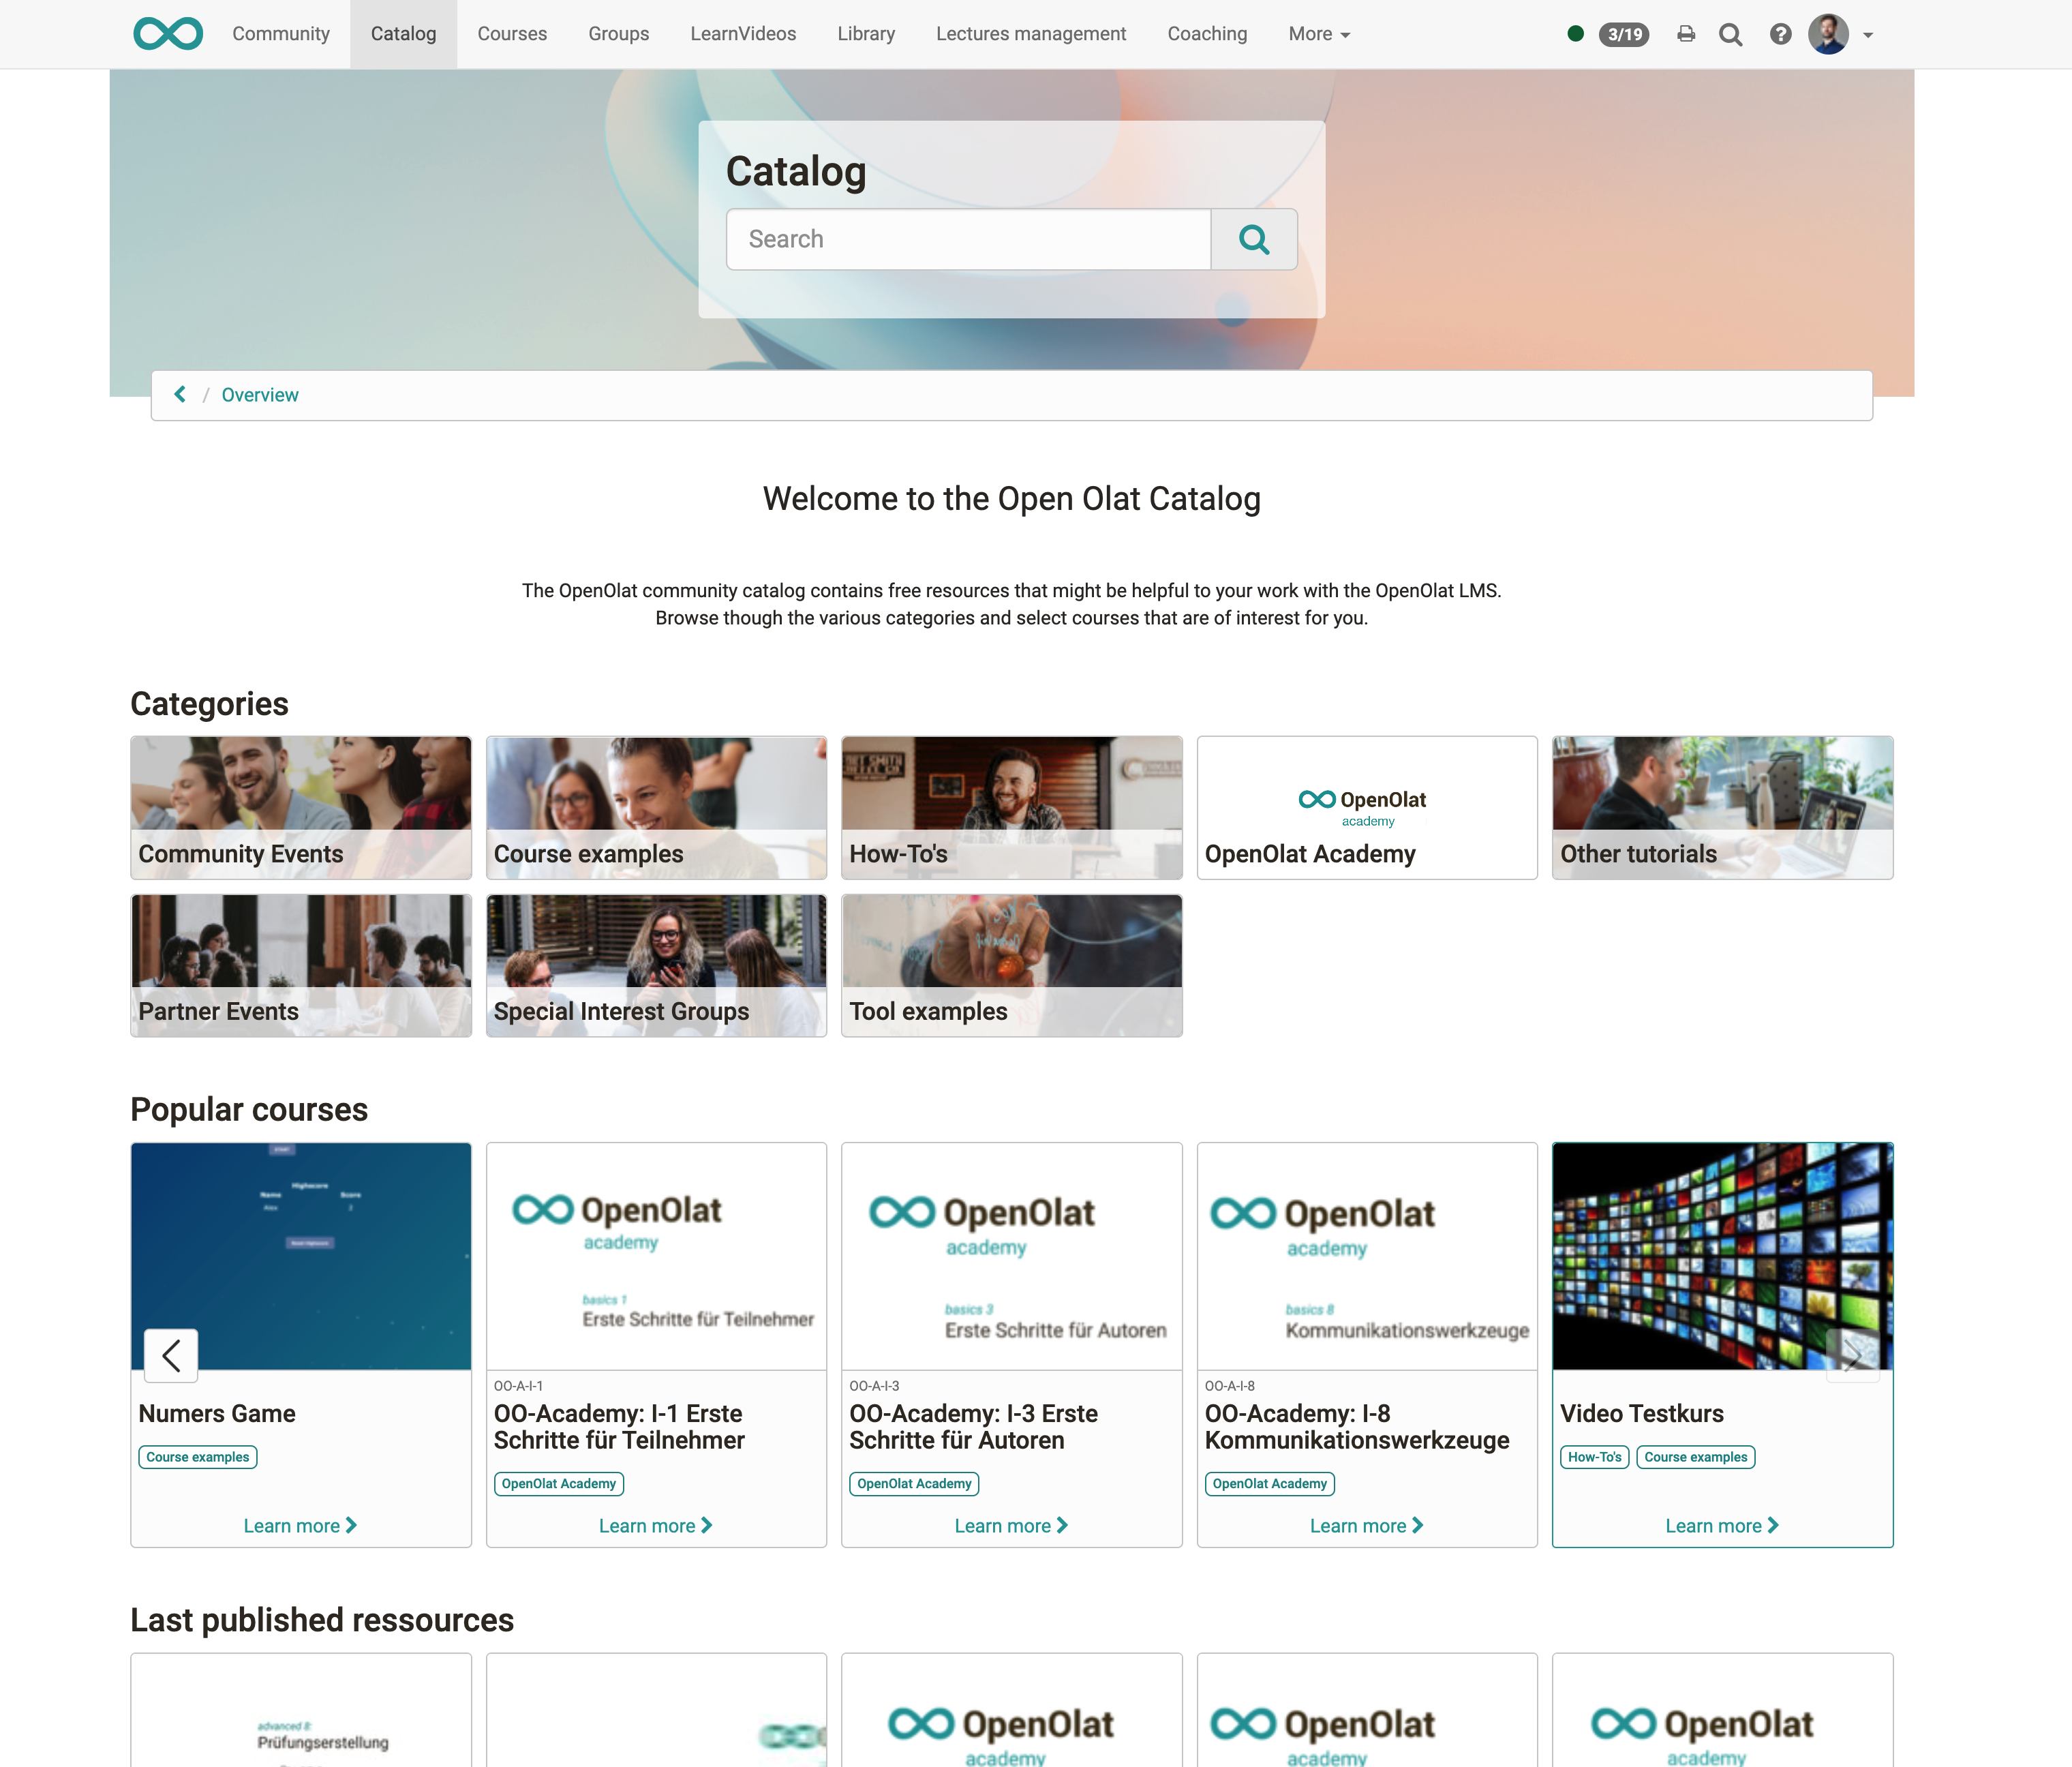 Community Catalog Courses Groups LearnVideos Library Lectures management Coaching More 3/19
Catalog
Search
/ Overview
Welcome to the Open Olat Catalog
The OpenOlat community catalog contains free resources that might be helpful to your work with the OpenOlat LMS.
Browse though the various categories and select courses that are of interest for you.
Categories
Community Events
Course examples
How-To's
OpenOlat
academy
OpenOlat Academy
Other tutorials
Partner Events
Special Interest Groups
Tool examples
Popular courses
START
Highscore
Name Score
Alex 2
Reset Highscore
Numers Game
Course examples
Learn more
OpenOlat
academy
basics 1
Erste Schritte für Teilnehmer
OO-A-I-1
OO-Academy: I-1 Erste
Schritte für Teilnehmer
OpenOlat Academy
Learn more
OpenOlat
academy
basics 3
Erste Schritte für Autoren
OO-A-I-3
OO-Academy: I-3 Erste
Schritte für Autoren
OpenOlat Academy
Learn more
OpenOlat
academy
basics 8
Kommunikationswerkzeuge
OO-A-I-8
OO-Academy: I-8
Kommunikationswerkzeuge
OpenOlat Academy
Learn more
Video Testkurs
How-To's Course examples
Learn more
Last published ressources
advanced 8:
Prüfungserstellung
OpenOlat
academy
OpenOlat
academy
OpenOlat
academy